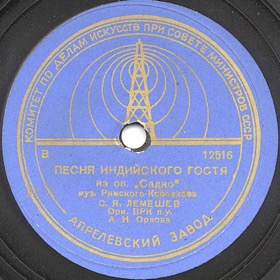 КОМИТЕТ ПО ДЕЛАМ ИСКУССТВ ПРИ СОВЕТЕ МИНИСТРОВ СССР
В 12516
ПЕСНЯ ИНДИЙСКОГО ГОСТЯ
из оп. „Садко"
муз. Римского-Корсакова
С. Я. ЛЕМЕШЕВ
Орк. ВРК п/у.
А. И Орлова
АПРЕЛЕВСКИЙ ЗАВОД